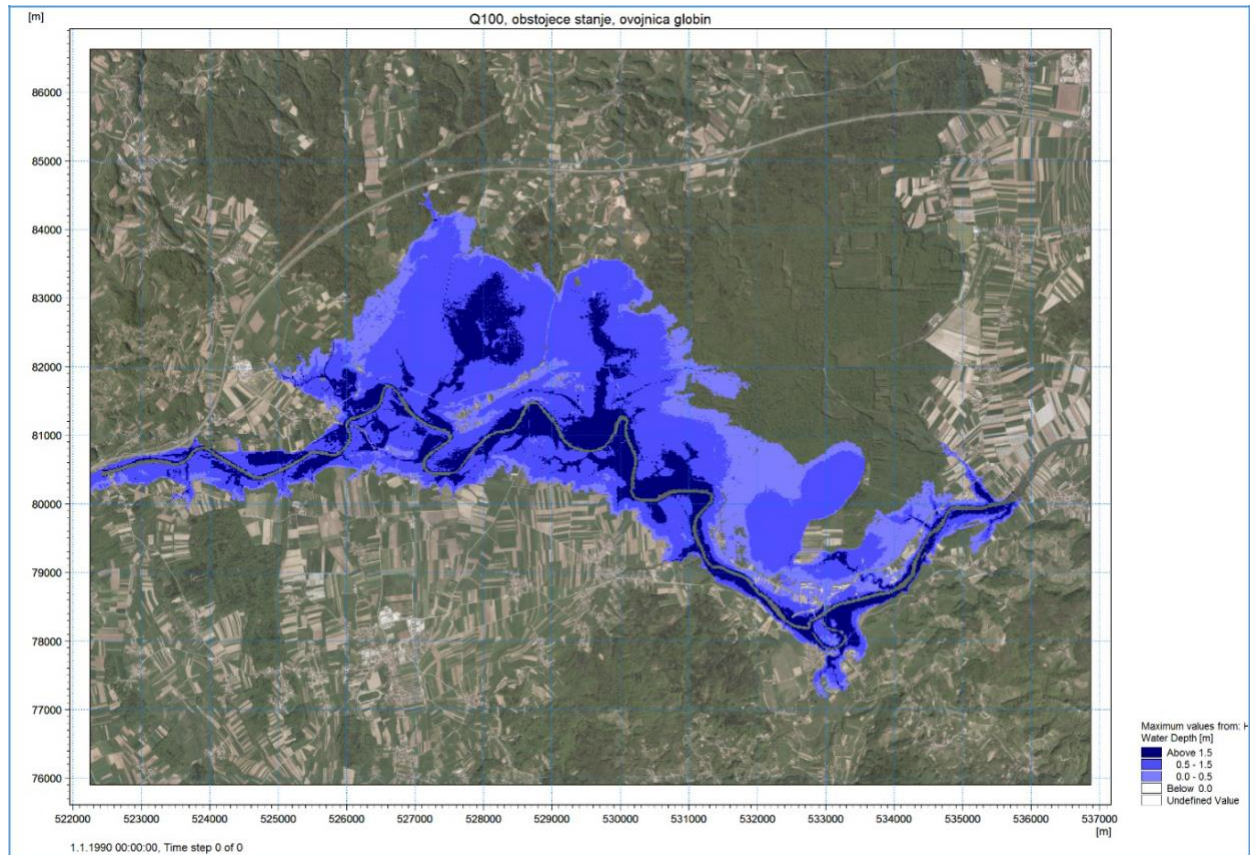 [m]
Q100, obstojece stanje, ovojnica globin
86000
85000
84000
83000
82000
81000
80000
79000
78000
77000
76000
522000 523000 524000 525000 526000 527000 528000 529000 530000 531000 532000 533000 534000 535000 536000 537000
[m]
Maximum values from: H
Water Depth [m]
Above 1.5
0.5 - 1.5
0.0 - 0.5
Below 0.0
Undefined Value
1.1.1990 00:00:00, Time step 0 of 0